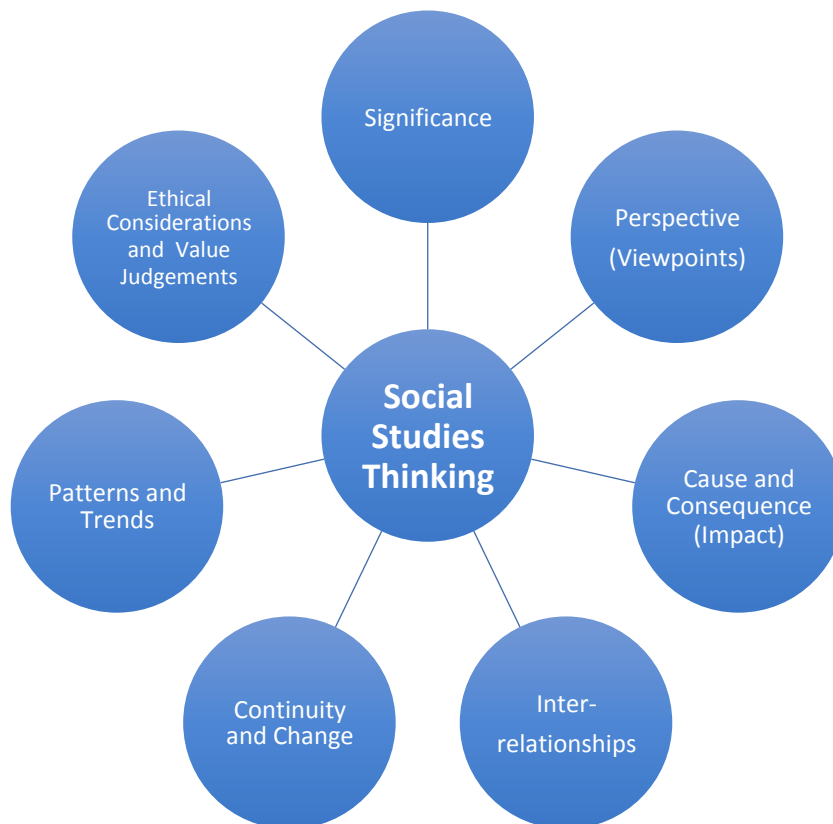 Significance
Perspective
(Viewpoints)
Cause and
Consequence
(Impact)
Inter-
relationships
Continuity
and Change
Patterns and
Trends
Ethical
Considerations
and Value
Judgements
Social
Studies
Thinking